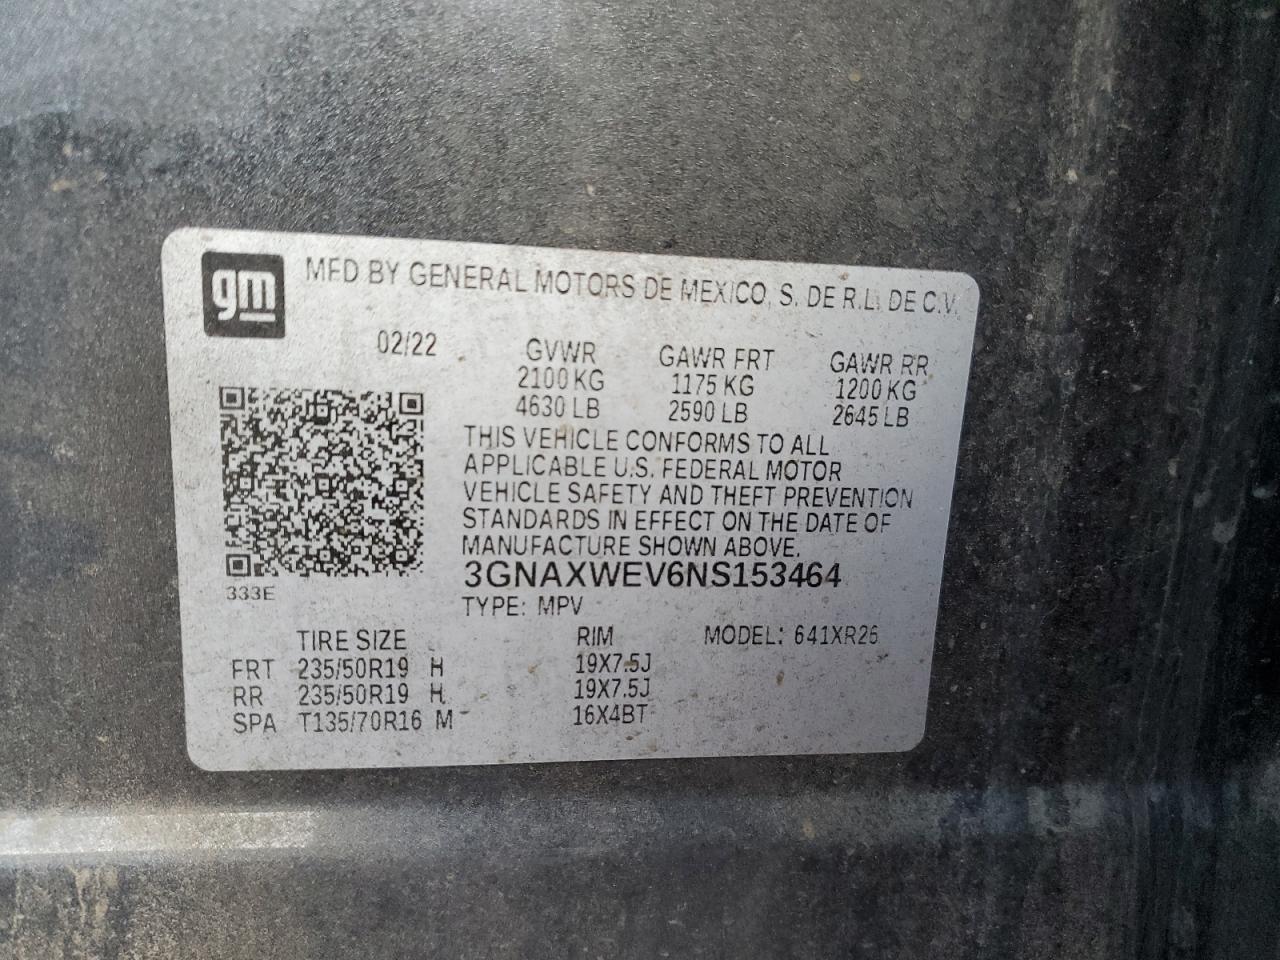 gm
MFD BY GENERAL MOTORS DE MEXICO, S. DE R.L. DE C.V.
02/22
GVWR GAWR FRT GAWR RR
2100 KG 1175 KG 1200 KG
4630 LB 2590 LB 2645 LB
THIS VEHICLE CONFORMS TO ALL
APPLICABLE U.S. FEDERAL MOTOR
VEHICLE SAFETY AND THEFT PREVENTION
STANDARDS IN EFFECT ON THE DATE OF
MANUFACTURE SHOWN ABOVE.
3GNAXWEV6NS153464
333E
TYPE: MPV
TIRE SIZE RIM MODEL: 641XR26
FRT 235/50R19 H 19X7.5J
RR 235/50R19 H 19X7.5J
SPA T135/70R16 M 16X4BT